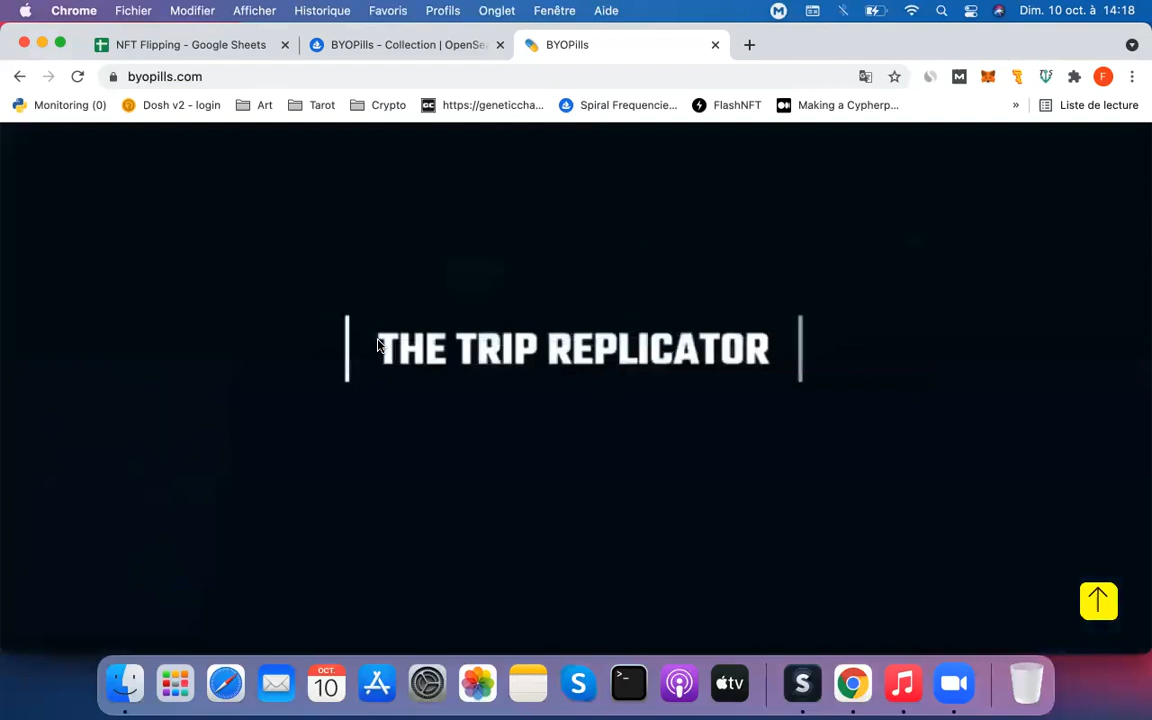 Chrome Fichier Modifier Afficher Historique Favoris Profils Onglet Fenêtre Aide Dim. 10 oct. à 14:18
NFT Flipping - Google Sheets BYOPills - Collection | OpenSe BYOPills
byopills.com F
Monitoring (0) Dosh v2 - login Art Tarot Crypto GC https://geneticcha... Spiral Frequencie... FlashNFT Making a Cypherp... » Liste de lecture
THE TRIP REPLICATOR
OCT.
10
tv